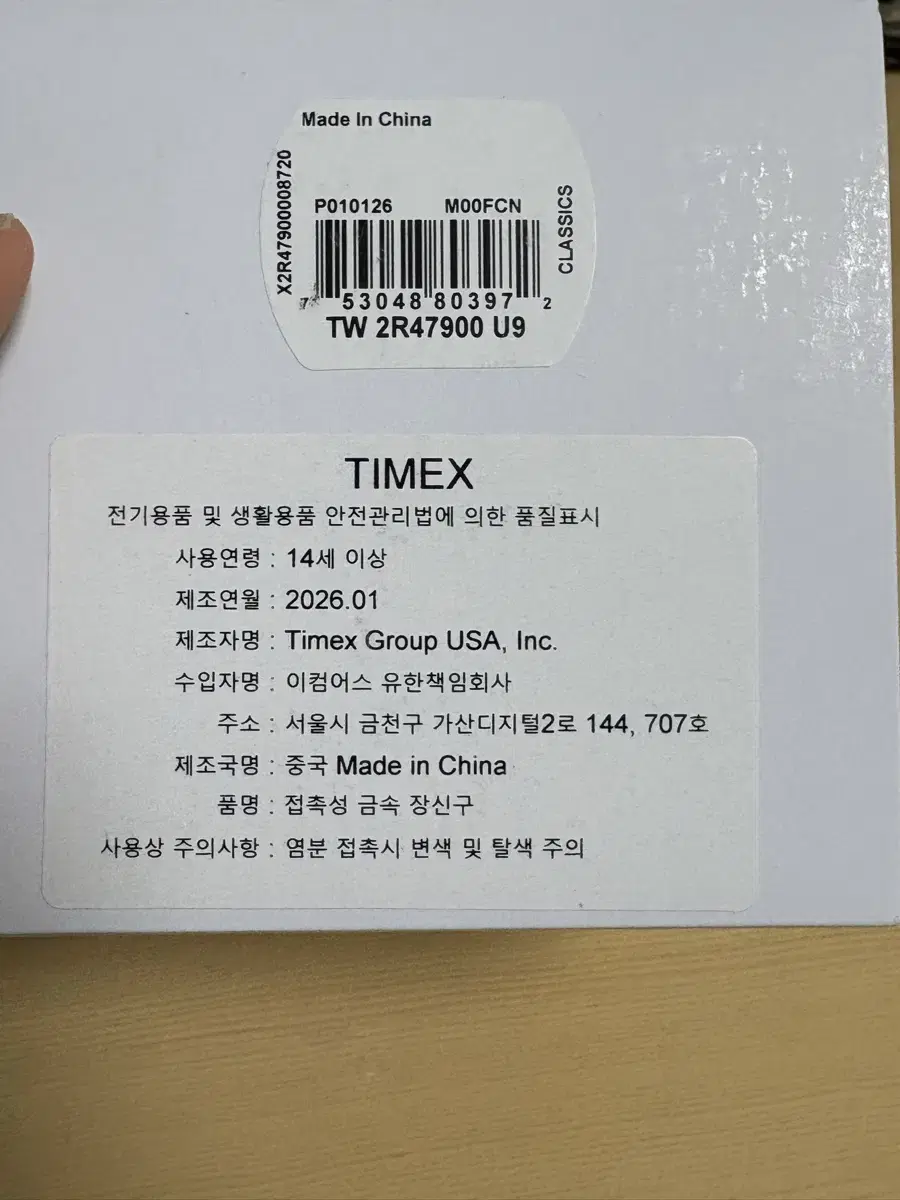 Made In China
X2R47900008720
P010126 M00FCN
CLASSICS
7 53048 80397 2
TW 2R47900 U9
TIMEX
전기용품 및 생활용품 안전관리법에 의한 품질표시
사용연령 : 14세 이상
제조연월 : 2026.01
제조자명 : Timex Group USA, Inc.
수입자명 : 이컴어스 유한책임회사
주소 : 서울시 금천구 가산디지털2로 144, 707호
제조국명 : 중국 Made in China
품명 : 접촉성 금속 장신구
사용상 주의사항 : 염분 접촉시 변색 및 탈색 주의